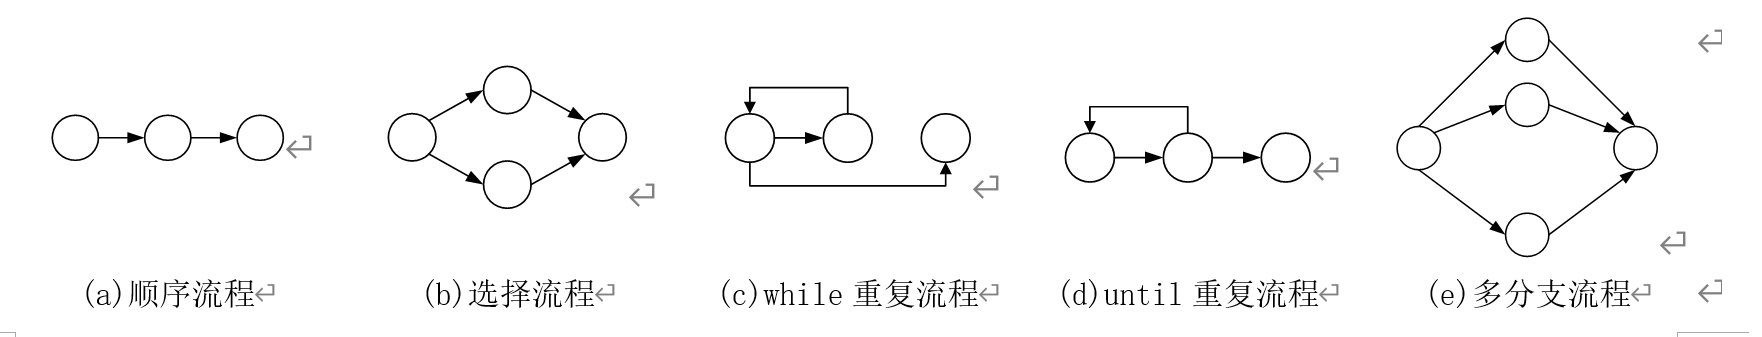 (a)顺序流程
(b)选择流程
(c)while 重复流程
(d)until 重复流程
(e)多分支流程